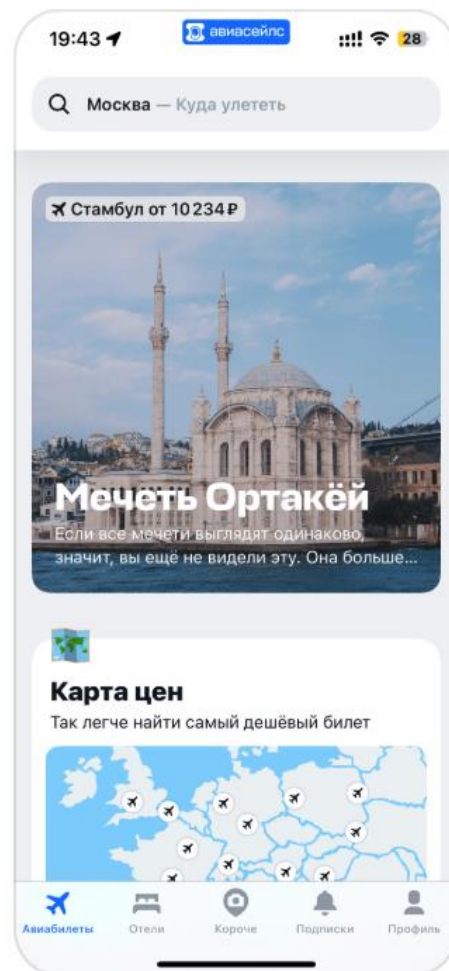 19:43
авиасейлс
28
Москва — Куда улететь
Стамбул от 10 234 ₽
Мечеть Ортакёй
Если все мечети выглядят одинаково,
значит, вы ещё не видели эту. Она больше...
Карта цен
Так легче найти самый дешёвый билет
Авиабилеты
Отели
Короче
Подписки
Профиль